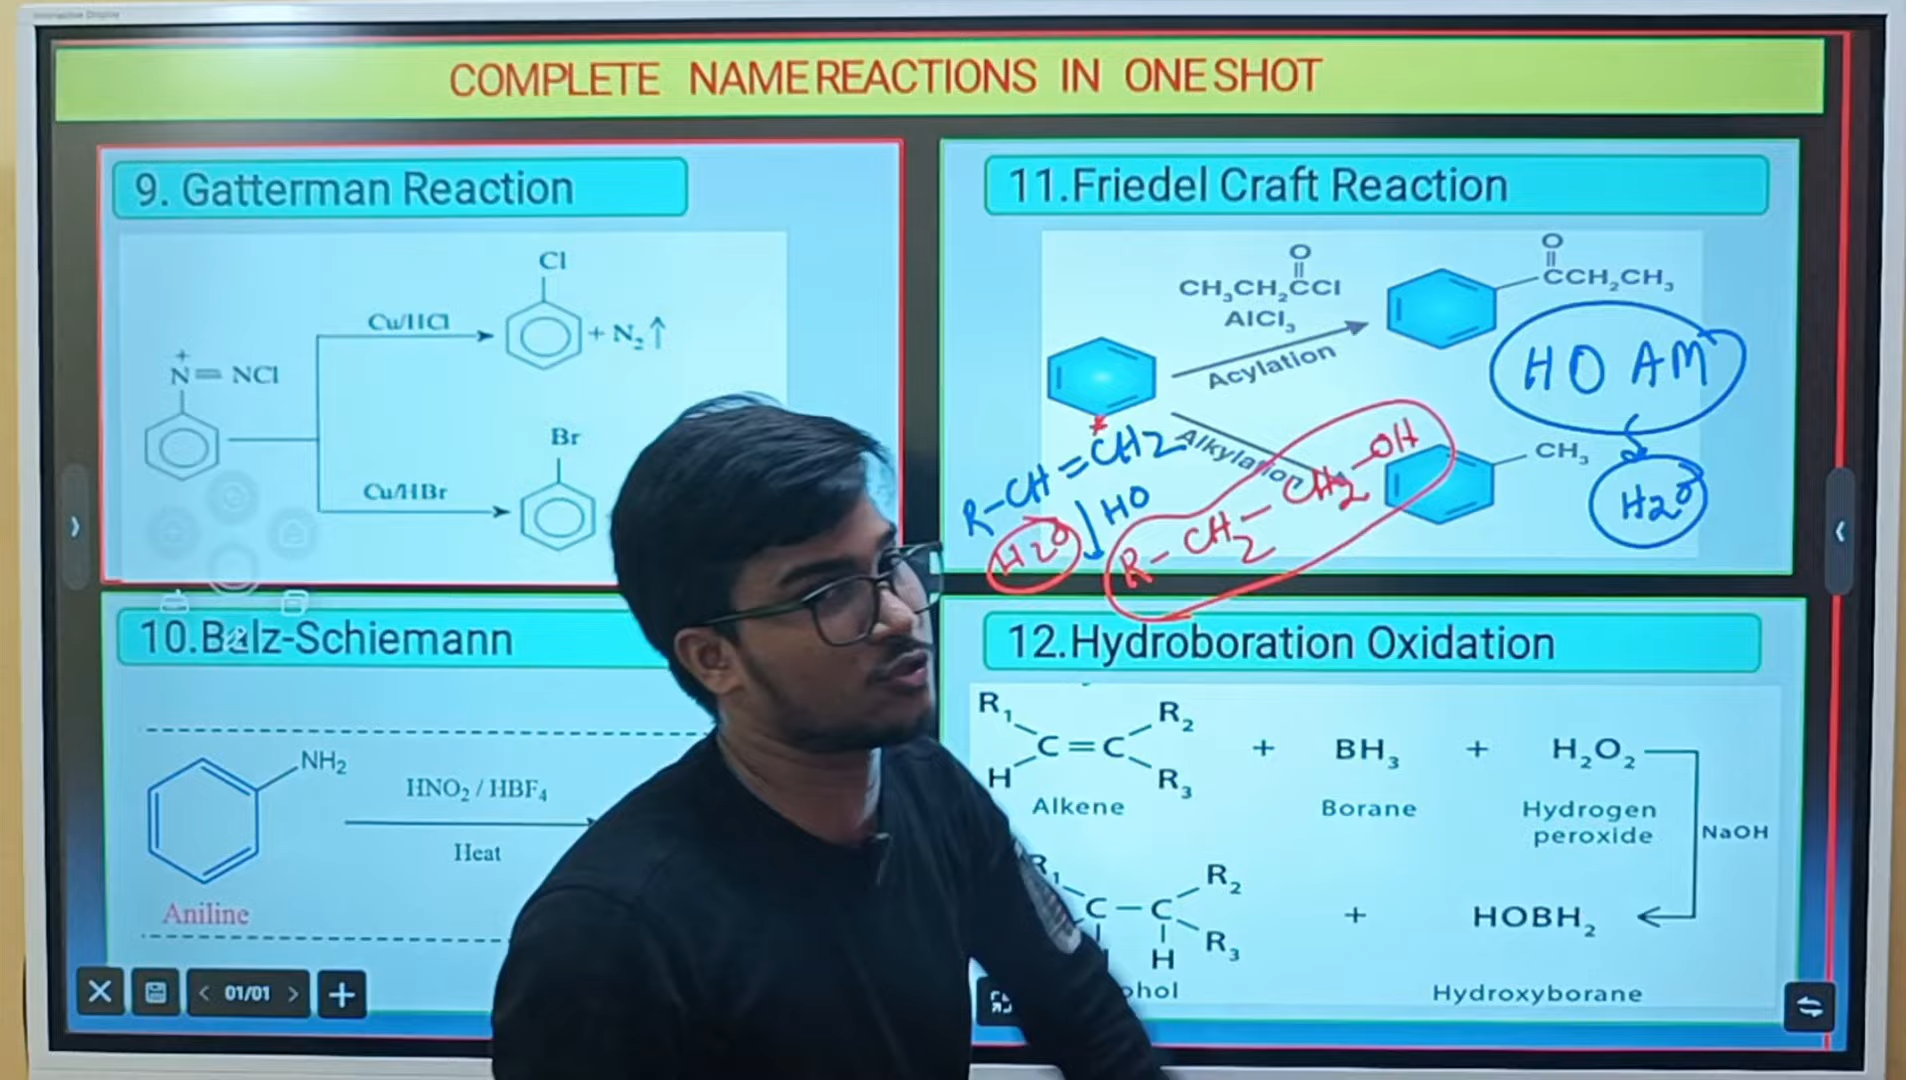 COMPLETE NAME REACTIONS IN ONE SHOT
9. Gatterman Reaction
Cl
Cu/HCl
+ N₂↑
+
N = NCl
Br
Cu/HBr
10.Balz-Schiemann
NH₂
HNO₂ / HBF₄
Heat
Aniline
01/01
11.Friedel Craft Reaction
O
CH₃CH₂CCl
AlCl₃
Acylation
O
CCH₂CH₃
HO AM
Alkylation
CH₃
H₂O
R-CH=CH₂
HO
H₂O
R-CH₂-CH₂-OH
12.Hydroboration Oxidation
R₁ R₂
C=C + BH₃ + H₂O₂
H R₃
Alkene Borane Hydrogen
peroxide
NaOH
R₁ R₂
C-C + HOBH₂
H R₃
Hydroxyborane